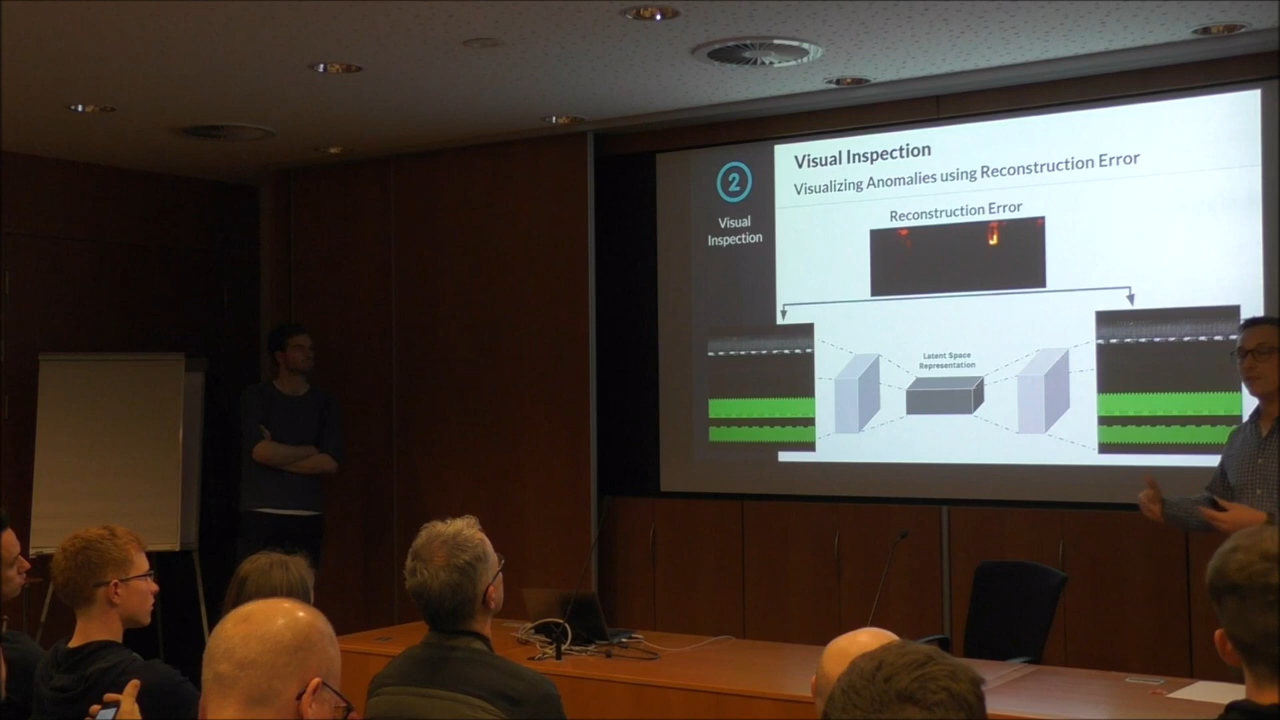 2
Visual
Inspection
Visual Inspection
Visualizing Anomalies using Reconstruction Error
Reconstruction Error
Latent Space
Representation